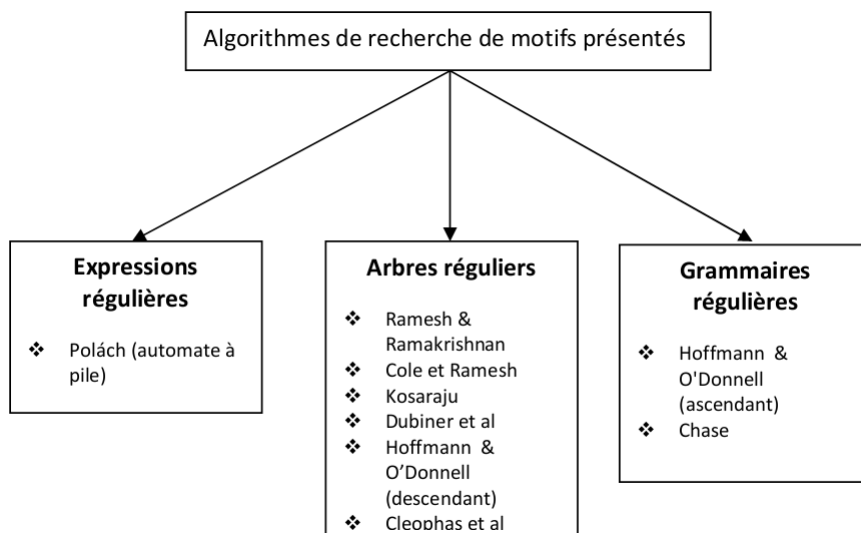 Algorithmes de recherche de motifs présentés
Expressions
régulières
❖ Polách (automate à
pile)
Arbres réguliers
❖ Ramesh &
Ramakrishnan
❖ Cole et Ramesh
❖ Kosaraju
❖ Dubiner et al
❖ Hoffmann &
O’Donnell
(descendant)
❖ Cleophas et al
Grammaires
régulières
❖ Hoffmann &
O'Donnell
(ascendant)
❖ Chase